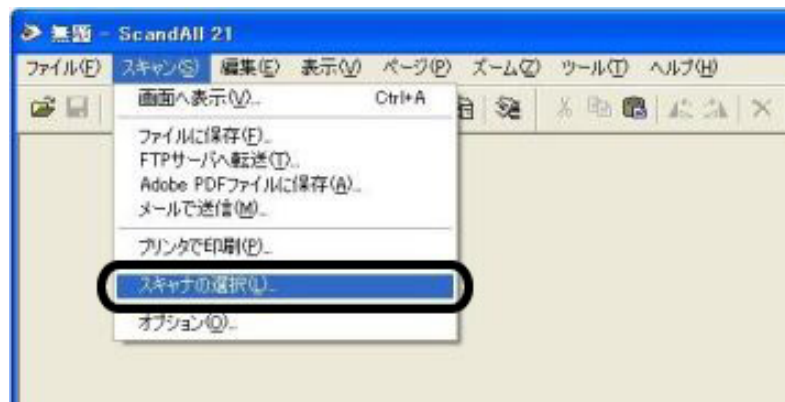 無題 - ScandAll 21
ファイル(F) スキャン(S) 編集(E) 表示(V) ページ(P) ズーム(Z) ツール(T) ヘルプ(H)
画面へ表示(V)... Ctrl+A
ファイルに保存(F)...
FTPサーバへ転送(T)...
Adobe PDFファイルに保存(A)...
メールで送信(M)...
プリンタで印刷(P)...
スキャナの選択(L)...
オプション(O)...